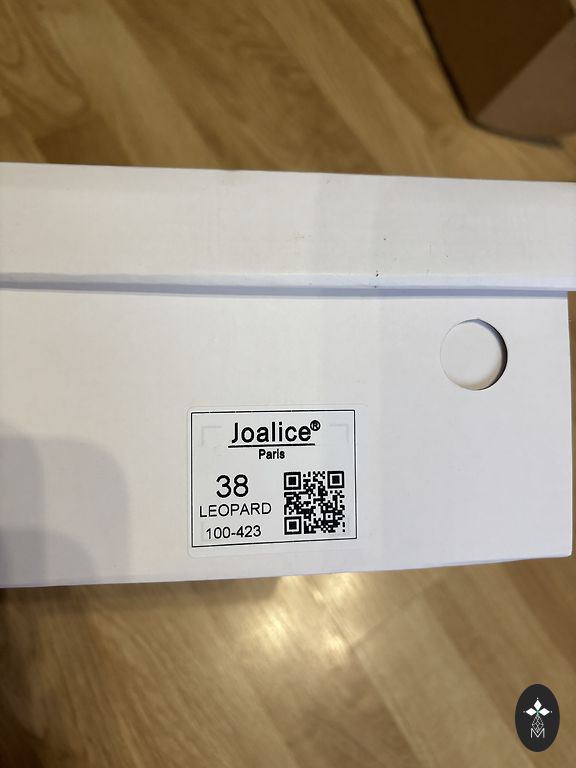 Joalice®
Paris
38
LEOPARD
100-423
M